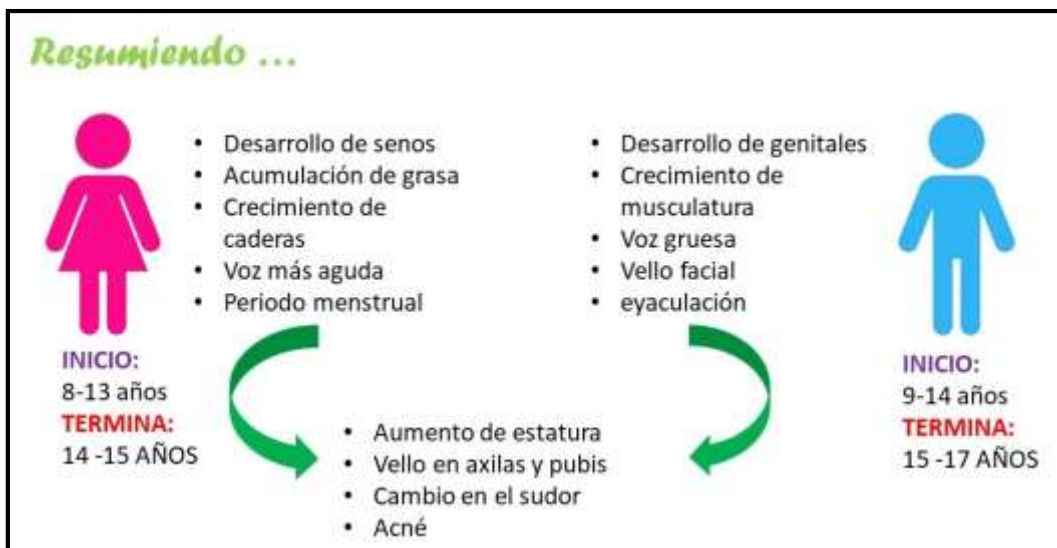 Resumiendo ...
• Desarrollo de senos
• Acumulación de grasa
• Crecimiento de
caderas
• Voz más aguda
• Periodo menstrual
• Desarrollo de genitales
• Crecimiento de
musculatura
• Voz gruesa
• Vello facial
• eyaculación
INICIO:
8-13 años
TERMINA:
14 -15 AÑOS
INICIO:
9-14 años
TERMINA:
15 -17 AÑOS
• Aumento de estatura
• Vello en axilas y pubis
• Cambio en el sudor
• Acné